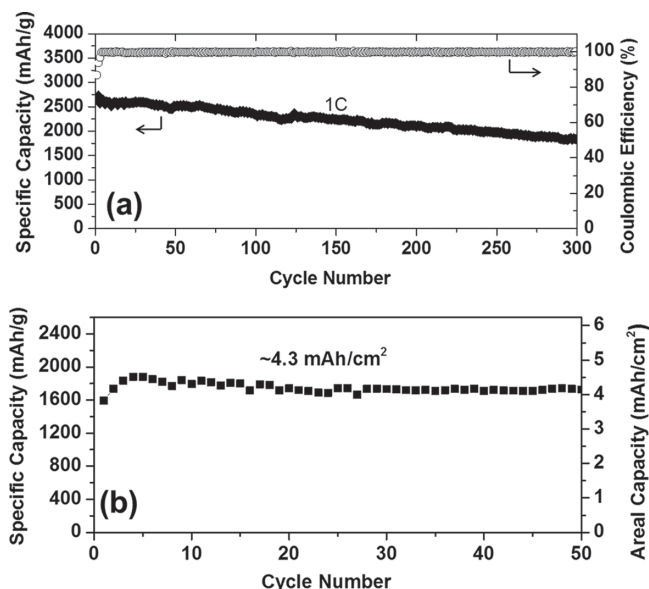 4000
3500
3000
2500
2000
1500
1000
500
0
Specific Capacity (mAh/g)
1C
(a)
100
80
60
40
20
0
Coulombic Efficiency (%)
0 50 100 150 200 250 300
Cycle Number
2400
2000
1600
1200
800
400
0
Specific Capacity (mAh/g)
~4.3 mAh/cm²
(b)
6
5
4
3
2
1
0
Areal Capacity (mAh/cm²)
0 10 20 30 40 50
Cycle Number